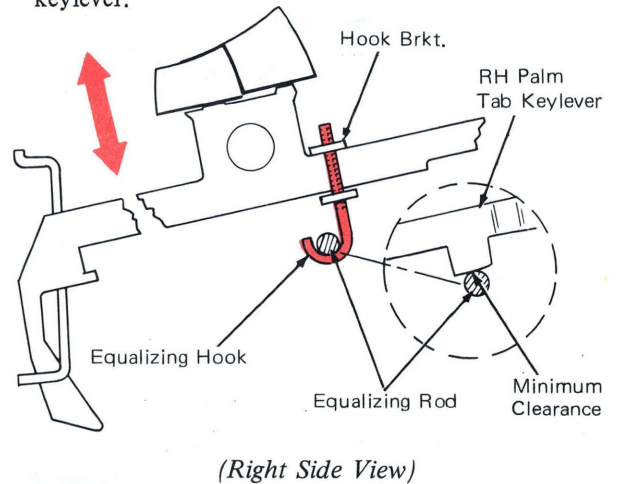 keylever.
Hook Brkt.
RH Palm
Tab Keylever
Equalizing Hook
Equalizing Rod
Minimum
Clearance
(Right Side View)